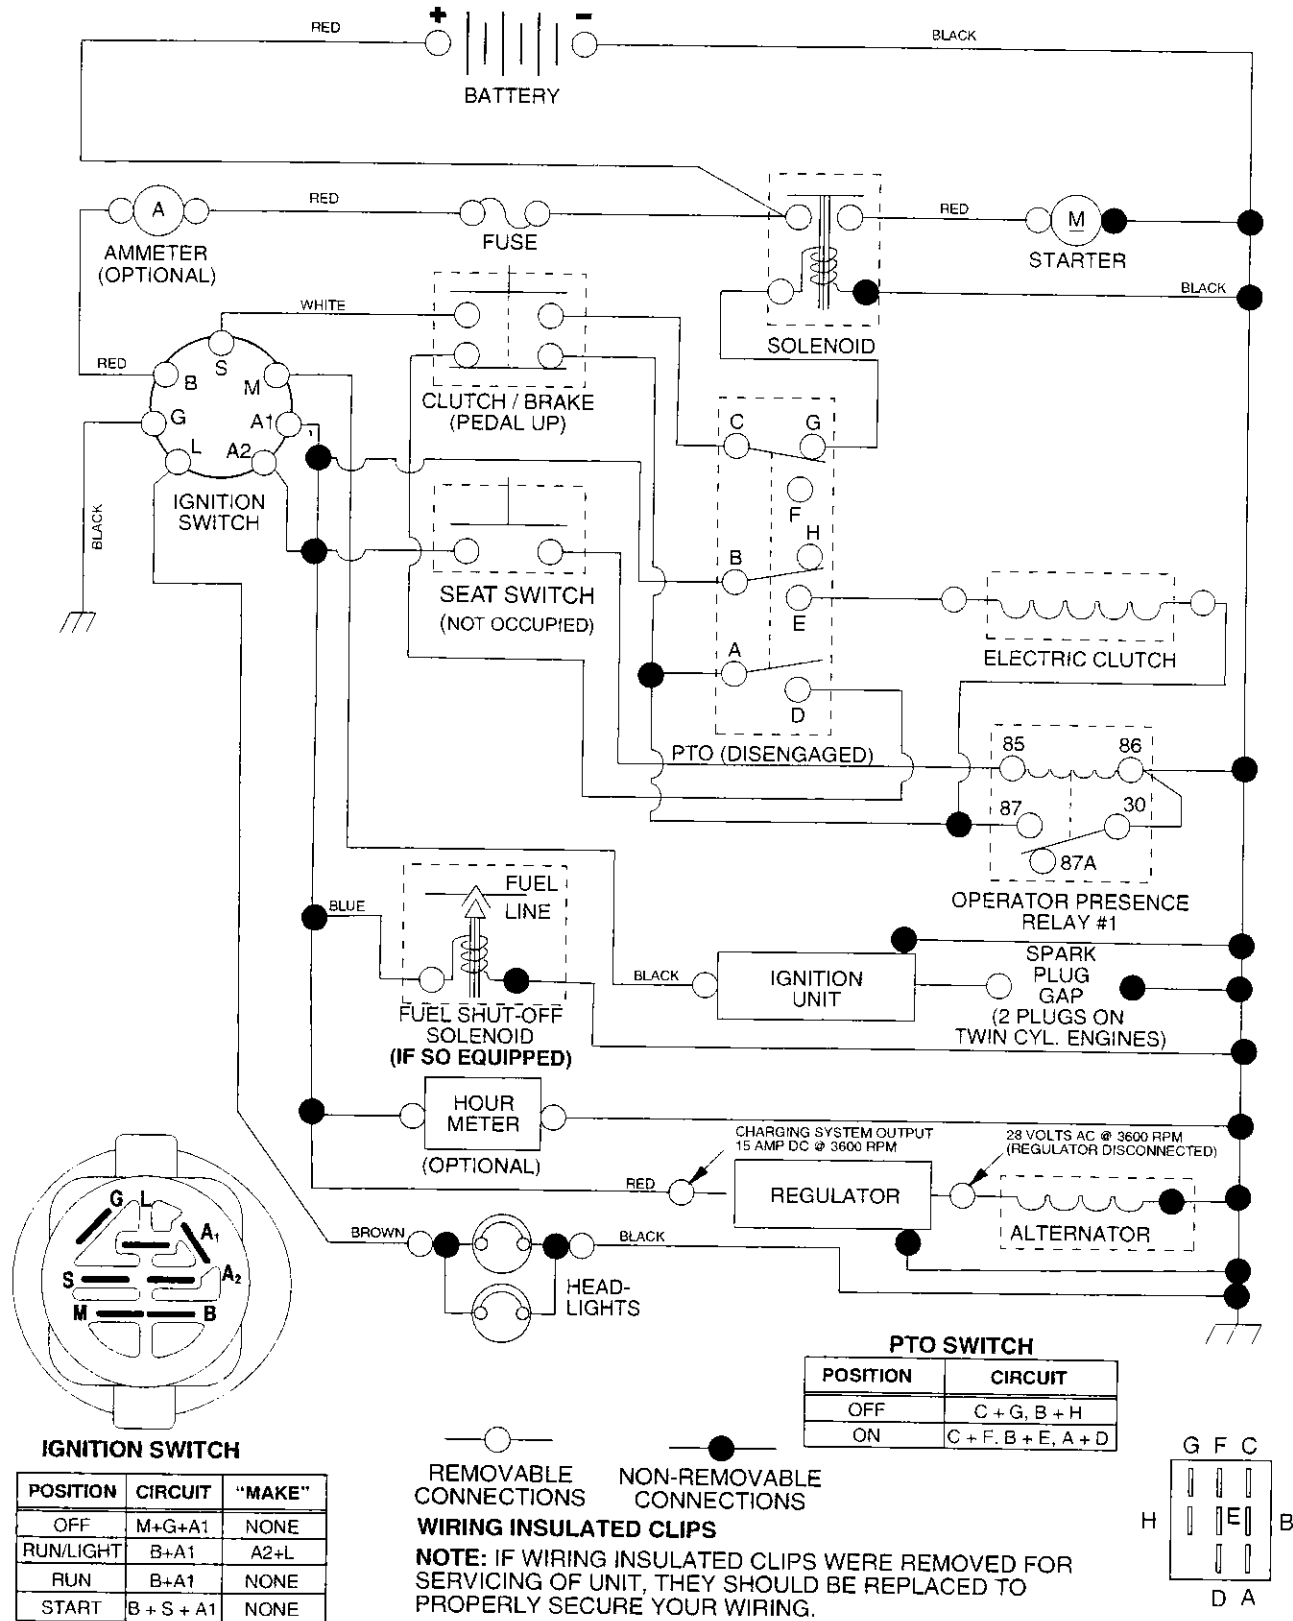 +
-
RED
BLACK
BATTERY
RED
RED
A
AMMETER
(OPTIONAL)
FUSE
M
STARTER
BLACK
SOLENOID
WHITE
RED
S
B
M
G
A1
L
A2
IGNITION
SWITCH
BLACK
CLUTCH / BRAKE
(PEDAL UP)
C
G
F
H
B
E
A
D
SEAT SWITCH
(NOT OCCUPIED)
ELECTRIC CLUTCH
PTO (DISENGAGED)
85
86
87
30
87A
OPERATOR PRESENCE
RELAY #1
FUEL
LINE
BLUE
FUEL SHUT-OFF
SOLENOID
(IF SO EQUIPPED)
BLACK
IGNITION
UNIT
SPARK
PLUG
GAP
(2 PLUGS ON
TWIN CYL. ENGINES)
HOUR
METER
(OPTIONAL)
CHARGING SYSTEM OUTPUT
15 AMP DC @ 3600 RPM
28 VOLTS AC @ 3600 RPM
(REGULATOR DISCONNECTED)
RED
REGULATOR
ALTERNATOR
BROWN
BLACK
HEAD-
LIGHTS
G L
A1
S
A2
M
B
IGNITION SWITCH
POSITION CIRCUIT "MAKE"
OFF M+G+A1 NONE
RUN/LIGHT B+A1 A2+L
RUN B+A1 NONE
START B + S + A1 NONE
PTO SWITCH
POSITION CIRCUIT
OFF C + G, B + H
ON C + F. B + E, A + D
REMOVABLE
CONNECTIONS
NON-REMOVABLE
CONNECTIONS
WIRING INSULATED CLIPS
NOTE: IF WIRING INSULATED CLIPS WERE REMOVED FOR
SERVICING OF UNIT, THEY SHOULD BE REPLACED TO
PROPERLY SECURE YOUR WIRING.
G F C
H E B
D A